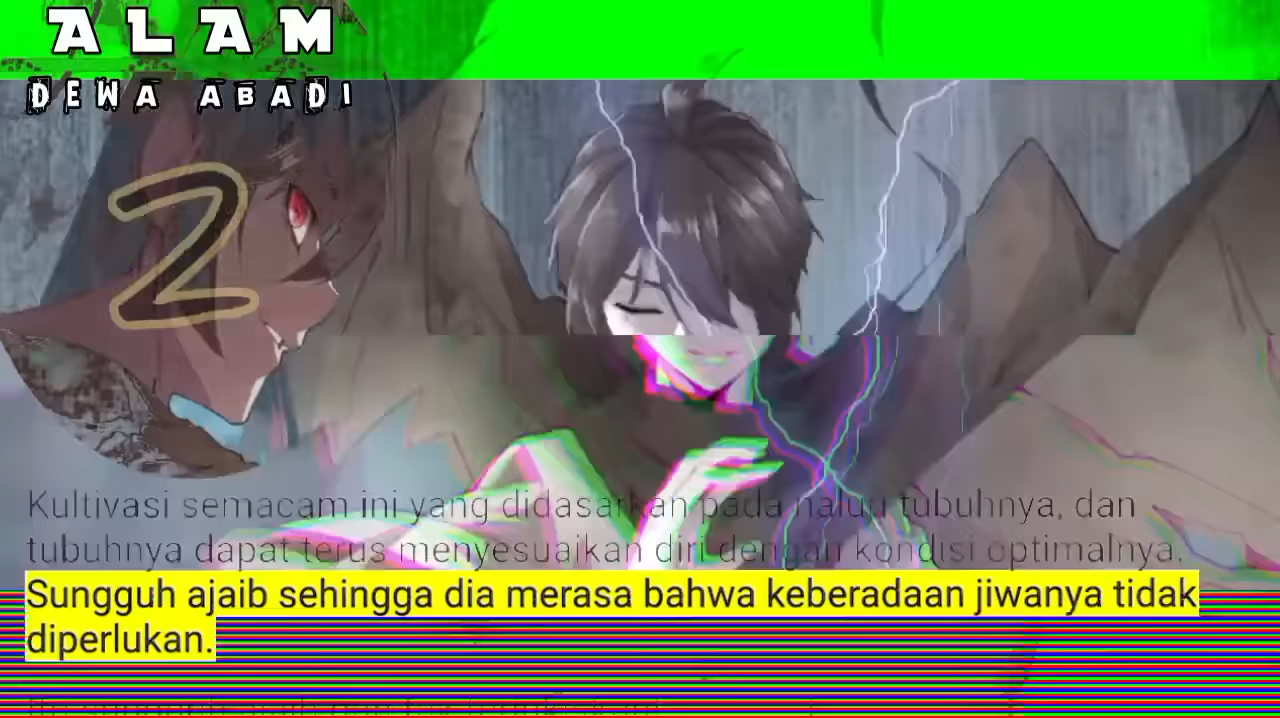 ALAM
DEWA ABADI
2
Kultivasi semacam ini yang didasarkan pada naluri tubuhnya, dan
tubuhnya dapat terus menyesuaikan diri dengan kondisi optimalnya.
Sungguh ajaib sehingga dia merasa bahwa keberadaan jiwanya tidak
diperlukan.